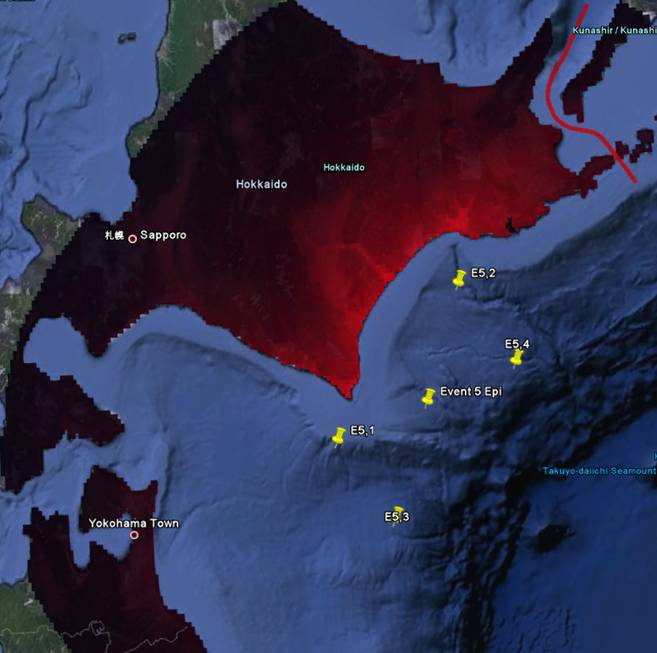 Kunashir / Kunashi
Hokkaido
Hokkaido
札幌 Sapporo
E5,2
E5,4
Event 5 Epi
E5,1
Takuyo-daiichi Seamount
E5,3
Yokohama Town